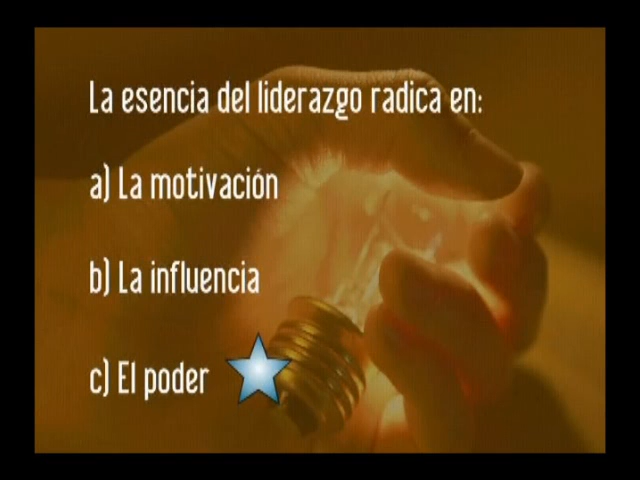 La esencia del liderazgo radica en:
a) La motivación
b) La influencia
c) El poder